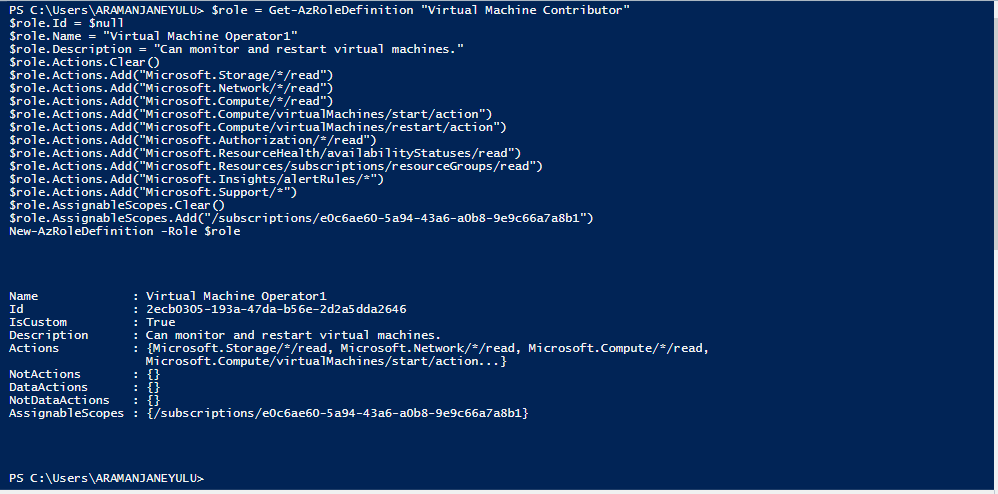 PS C:\Users\ARAMANJANEYULU> $role = Get-AzRoleDefinition "Virtual Machine Contributor"
$role.Id = $null
$role.Name = "Virtual Machine Operator1"
$role.Description = "Can monitor and restart virtual machines."
$role.Actions.Clear()
$role.Actions.Add("Microsoft.Storage/*/read")
$role.Actions.Add("Microsoft.Network/*/read")
$role.Actions.Add("Microsoft.Compute/*/read")
$role.Actions.Add("Microsoft.Compute/virtualMachines/start/action")
$role.Actions.Add("Microsoft.Compute/virtualMachines/restart/action")
$role.Actions.Add("Microsoft.Authorization/*/read")
$role.Actions.Add("Microsoft.ResourceHealth/availabilityStatuses/read")
$role.Actions.Add("Microsoft.Resources/subscriptions/resourceGroups/read")
$role.Actions.Add("Microsoft.Insights/alertRules/*")
$role.Actions.Add("Microsoft.Support/*")
$role.AssignableScopes.Clear()
$role.AssignableScopes.Add("/subscriptions/e0c6ae60-5a94-43a6-a0b8-9e9c66a7a8b1")
New-AzRoleDefinition -Role $role
Name : Virtual Machine Operator1
Id : 2ecb0305-193a-47da-b56e-2d2a5dda2646
IsCustom : True
Description : Can monitor and restart virtual machines.
Actions : {Microsoft.Storage/*/read, Microsoft.Network/*/read, Microsoft.Compute/*/read,
Microsoft.Compute/virtualMachines/start/action...}
NotActions : {}
DataActions : {}
NotDataActions : {}
AssignableScopes : {/subscriptions/e0c6ae60-5a94-43a6-a0b8-9e9c66a7a8b1}
PS C:\Users\ARAMANJANEYULU>